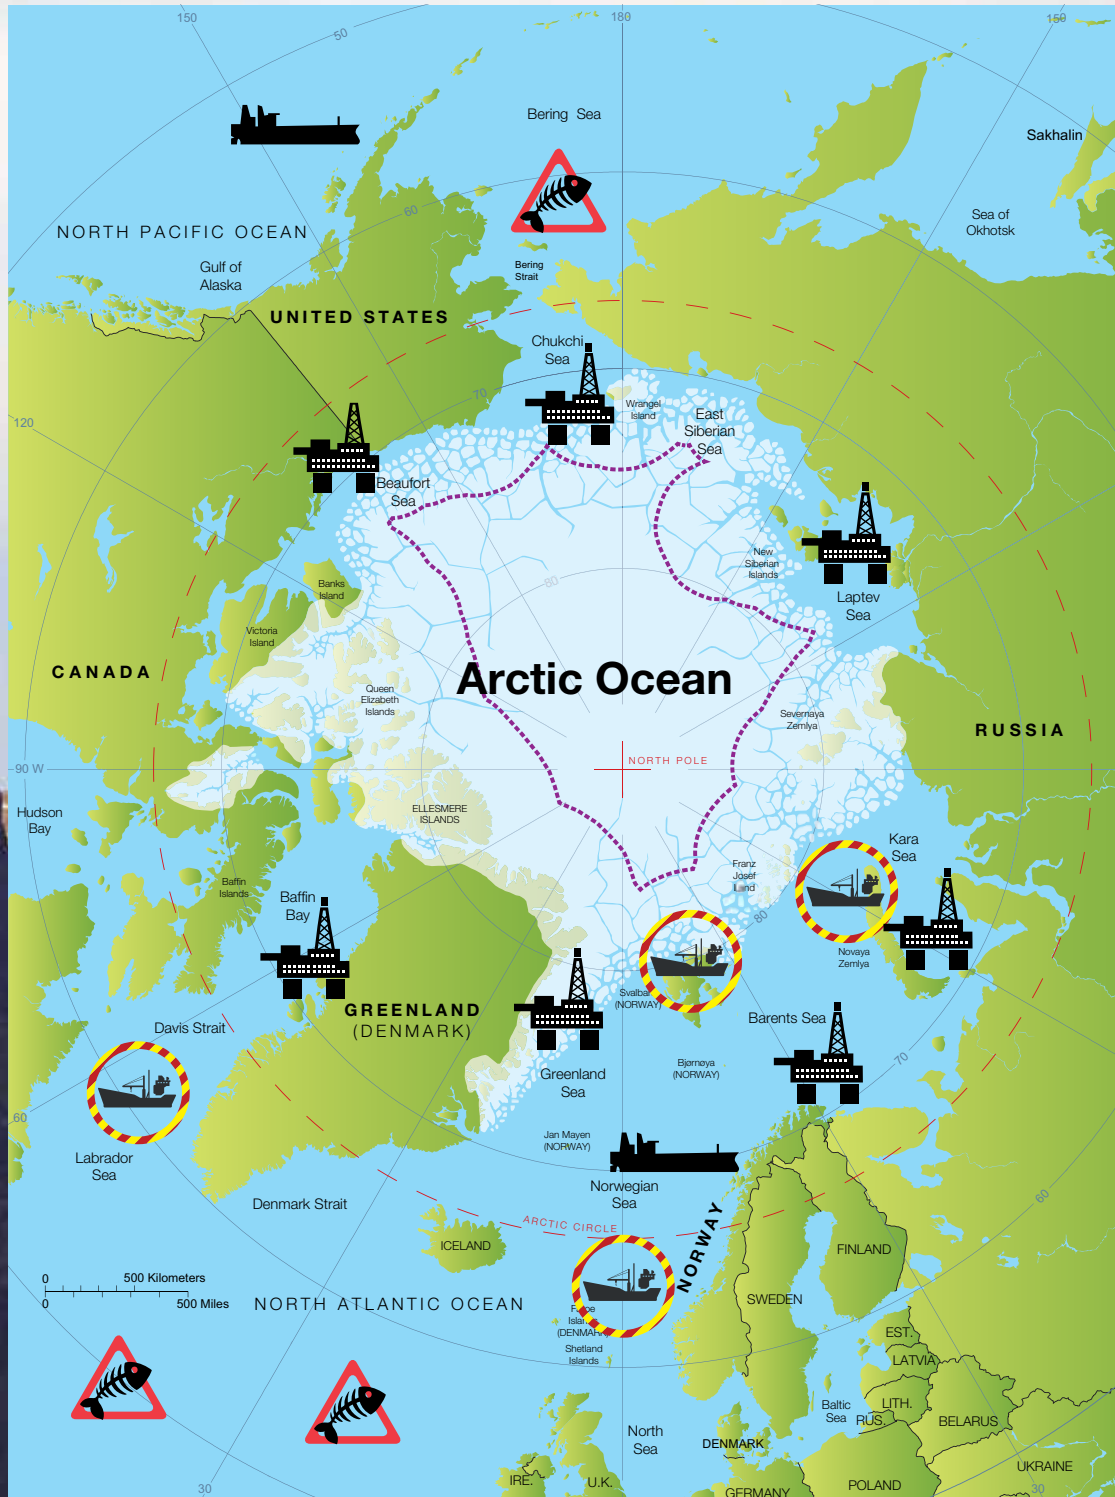 150
180
150
50
Bering Sea
Sakhalin
60
NORTH PACIFIC OCEAN
Sea of
Okhotsk
Gulf of
Alaska
Bering
Strait
UNITED STATES
Chukchi
Sea
70
Wrangel
Island
East
Siberian
Sea
120
Beaufort
Sea
New
Siberian
Islands
80
Banks
Island
Laptev
Sea
Victoria
Island
CANADA
Arctic Ocean
Queen
Elizabeth
Islands
Severnaya
Zemlya
RUSSIA
NORTH POLE
90 W
Hudson
Bay
ELLESMERE
ISLANDS
Kara
Sea
Franz
Josef
Land
Baffin
Islands
Baffin
Bay
80
Novaya
Zemlya
Svalbar
(NORWAY)
GREENLAND
(DENMARK)
Barents Sea
Davis Strait
Bjørnøya
(NORWAY)
70
Greenland
Sea
60
Jan Mayen
(NORWAY)
Labrador
Sea
Norwegian
Sea
60
Denmark Strait
ARCTIC CIRCLE
NORWAY
ICELAND
FINLAND
0
500 Kilometers
0
500 Miles
NORTH ATLANTIC OCEAN
SWEDEN
(DENMARK)
Shetland
Islands
EST.
LATVIA
LITH.
RUS.
Baltic
Sea
BELARUS
North
Sea
DENMARK
UKRAINE
IRE.
U.K.
GERMANY
POLAND
30
30